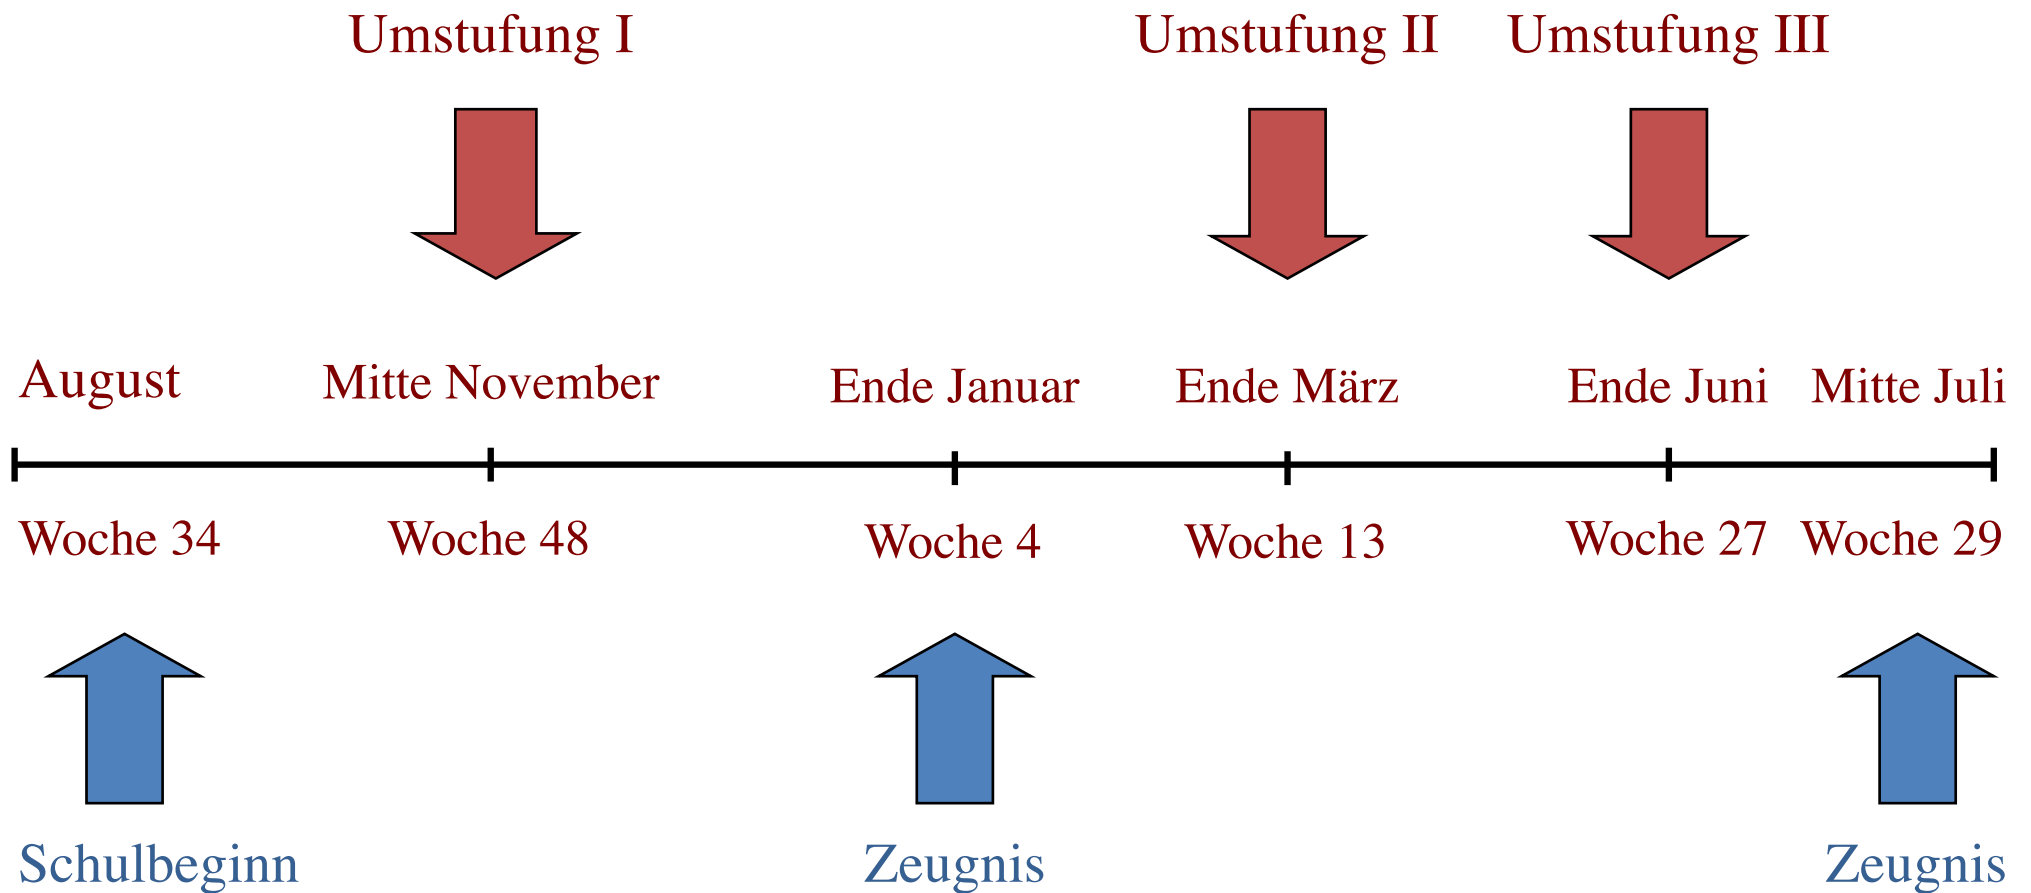 Umstufung I Umstufung II Umstufung III
August Mitte November Ende Januar Ende März Ende Juni Mitte Juli
Woche 34 Woche 48 Woche 4 Woche 13 Woche 27 Woche 29
Schulbeginn Zeugnis Zeugnis